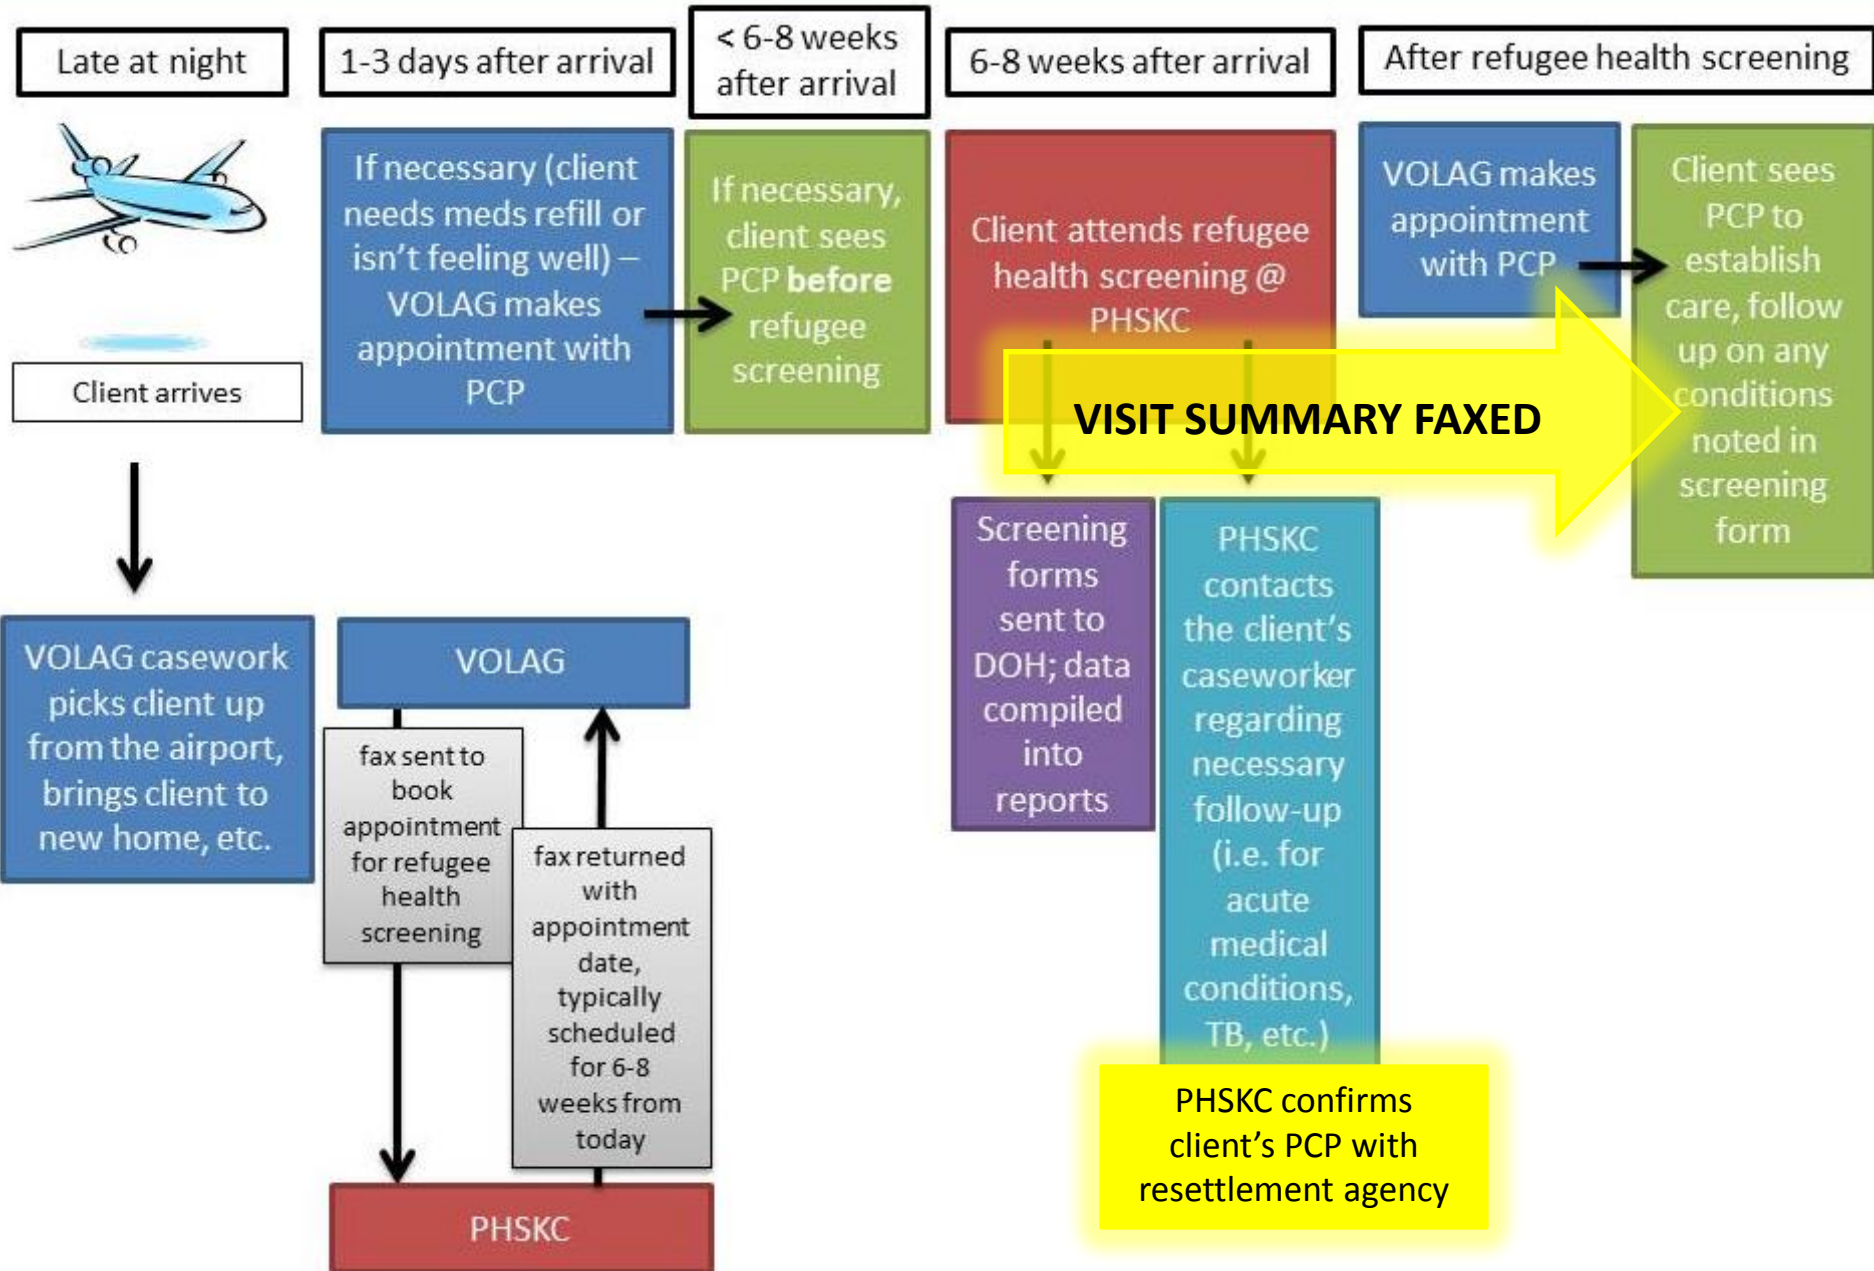 Late at night
1-3 days after arrival
< 6-8 weeks
after arrival
6-8 weeks after arrival
After refugee health screening
Client arrives
If necessary (client
needs meds refill or
isn't feeling well) –
VOLAG makes
appointment with
PCP
If necessary,
client sees
PCP before
refugee
screening
Client attends refugee
health screening @
PHSKC
VOLAG makes
appointment
with PCP
Client sees
PCP to
establish
care, follow
up on any
conditions
noted in
screening
form
VISIT SUMMARY FAXED
VOLAG casework
picks client up
from the airport,
brings client to
new home, etc.
VOLAG
fax sent to
book
appointment
for refugee
health
screening
fax returned
with
appointment
date,
typically
scheduled
for 6-8
weeks from
today
PHSKC
Screening
forms
sent to
DOH; data
compiled
into
reports
PHSKC
contacts
the client's
caseworker
regarding
necessary
follow-up
(i.e. for
acute
medical
conditions,
TB, etc.)
PHSKC confirms
client's PCP with
resettlement agency